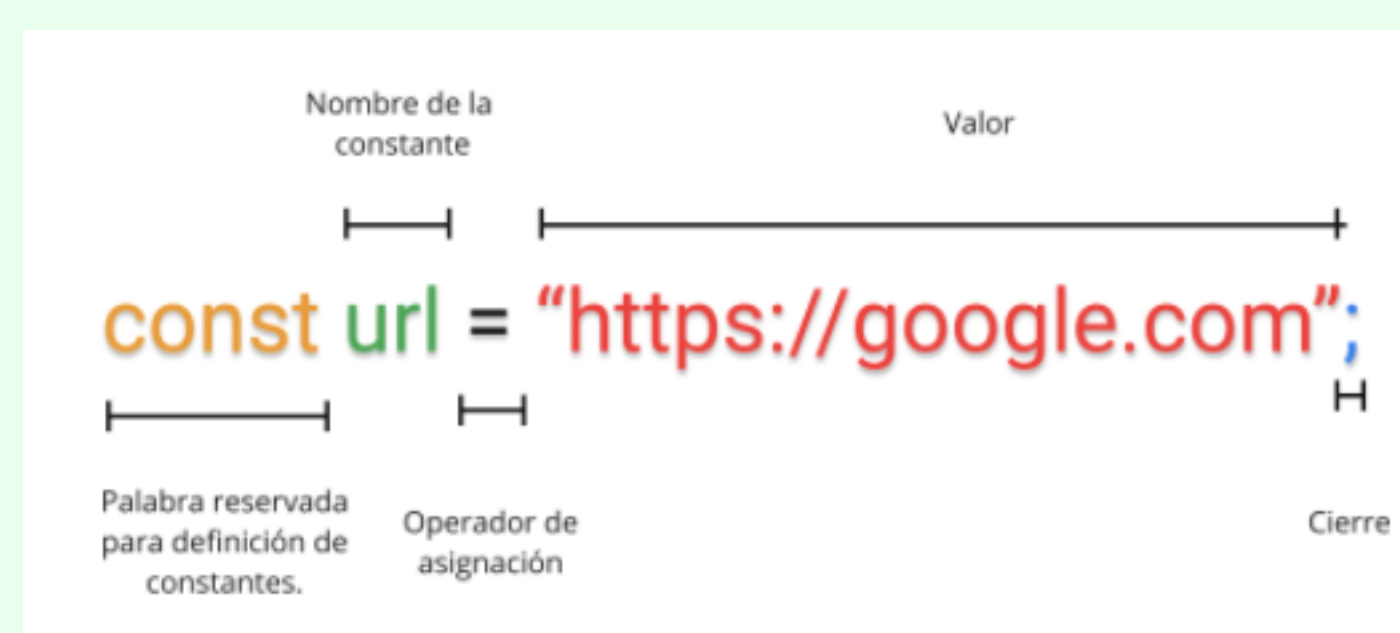 Nombre de la
constante
Valor
const url = “https://google.com”;
Palabra reservada
para definición de
constantes.
Operador de
asignación
Cierre